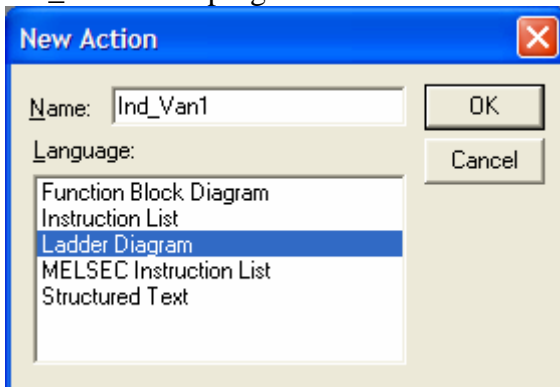 New Action
Name: Ind_Van1 OK
Language: Cancel
Function Block Diagram
Instruction List
Ladder Diagram
MELSEC Instruction List
Structured Text